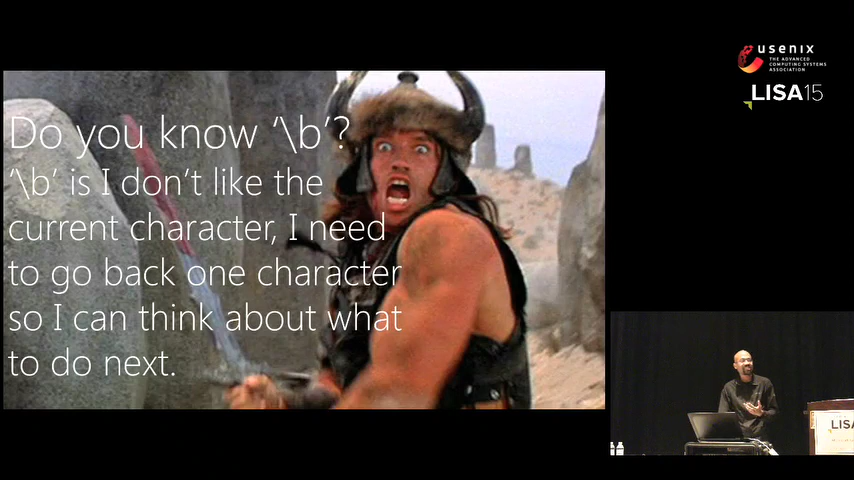 usenix
THE ADVANCED
COMPUTING SYSTEMS
ASSOCIATION
LISA15
Do you know ‘\b’?
‘\b’ is I don’t like the
current character, I need
to go back one character
so I can think about what
to do next.
LISA